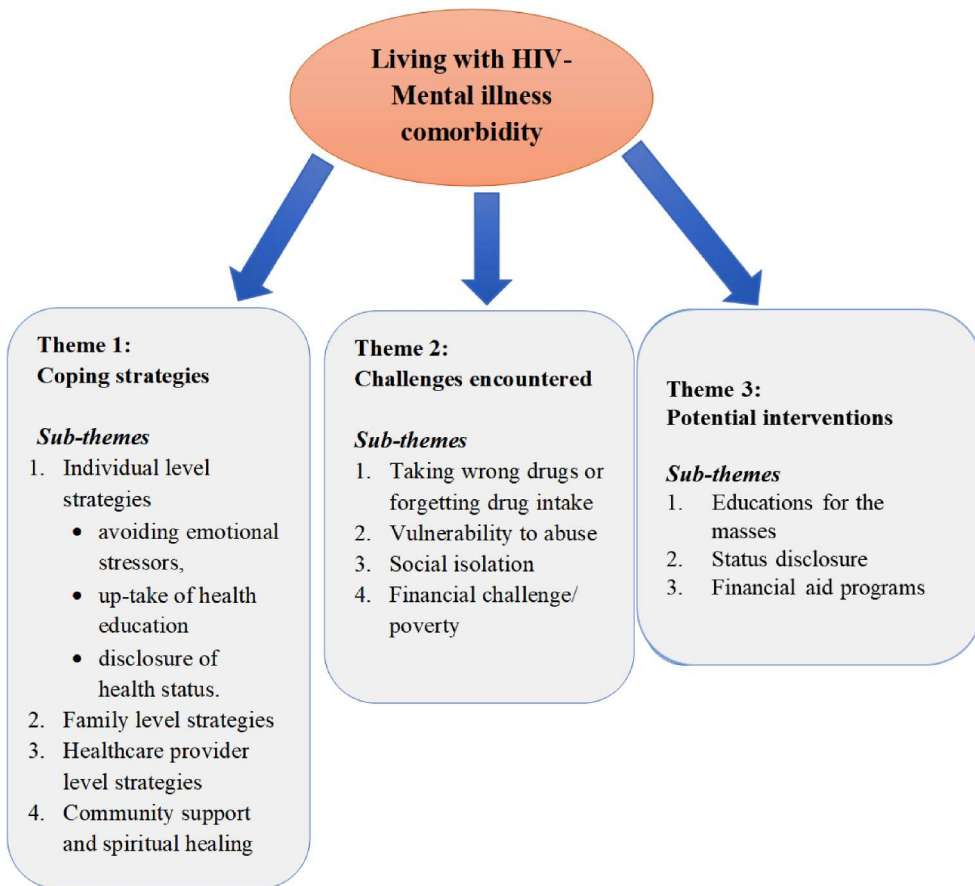 Living with HIV-
Mental illness
comorbidity
Theme 1:
Coping strategies
Sub-themes
1. Individual level
strategies
• avoiding emotional
stressors,
• up-take of health
education
• disclosure of
health status.
2. Family level strategies
3. Healthcare provider
level strategies
4. Community support
and spiritual healing
Theme 2:
Challenges encountered
Sub-themes
1. Taking wrong drugs or
forgetting drug intake
2. Vulnerability to abuse
3. Social isolation
4. Financial challenge/
poverty
Theme 3:
Potential interventions
Sub-themes
1. Educations for the
masses
2. Status disclosure
3. Financial aid programs